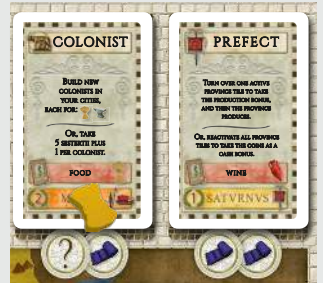 COLONIST
BUILD NEW
COLONISTS IN
YOUR CITIES,
EACH FOR:
OR, TAKE
5 SESTERTII PLUS
1 PER COLONIST.
FOOD
2 M
PREFECT
TURN OVER ONE ACTIVE
PROVINCE TILE TO TAKE
THE PRODUCTION BONUS,
AND THEN THE PROVINCE
PRODUCES.
OR, REACTIVATE ALL PROVINCE
TILES TO TAKE THE COINS AS A
CASH BONUS.
WINE
1 SATVRNVS
?